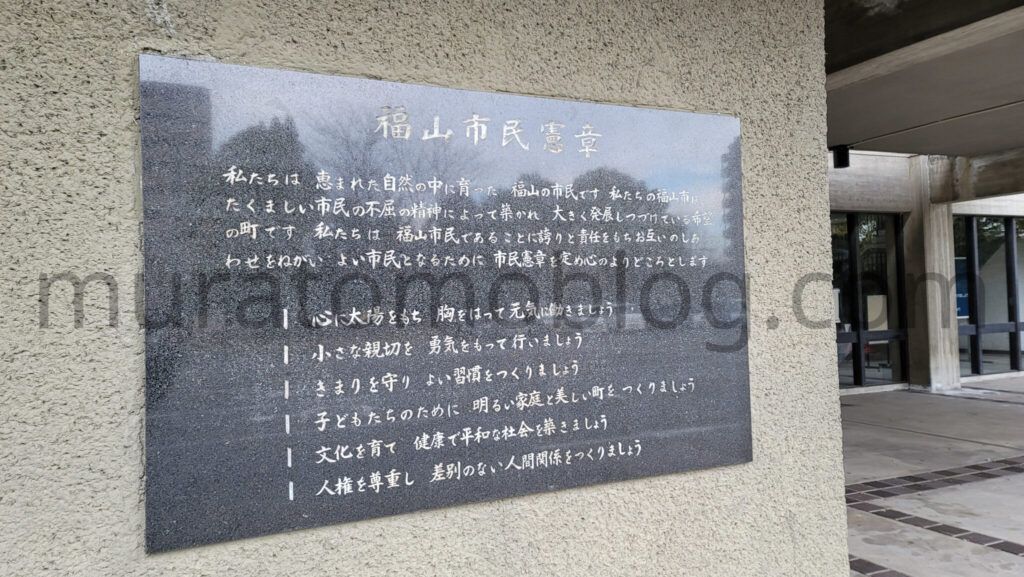 福山市民憲章
私たちは 恵まれた自然の中に育った 福山の市民です 私たちの福山市は
たくましい市民の不屈の精神によって築かれ 大きく発展しつづけている希望
の町です 私たちは 福山市民であることに誇りと責任をもちお互いのしあ
わせをねがい よい市民となるために 市民憲章を定め心のよりどころとします
muratomoblog.com
| 心に太陽をもち 胸をはって元気に働きましょう
| 小さな親切を 勇気をもって行いましょう
| きまりを守り よい習慣をつくりましょう
| 子どもたちのために 明るい家庭と美しい町をつくりましょう
| 文化を育て 健康で平和な社会を築きましょう
| 人権を尊重し 差別のない人間関係をつくりましょう